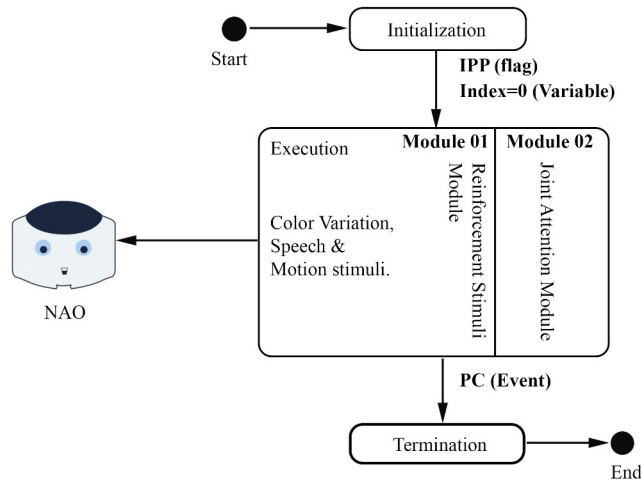 Initialization
Start
IPP (flag)
Index=0 (Variable)
Execution
Module 01
Module 02
Reinforcement Stimuli
Module
Joint Attention Module
Color Variation,
Speech &
Motion stimuli.
NAO
PC (Event)
Termination
End